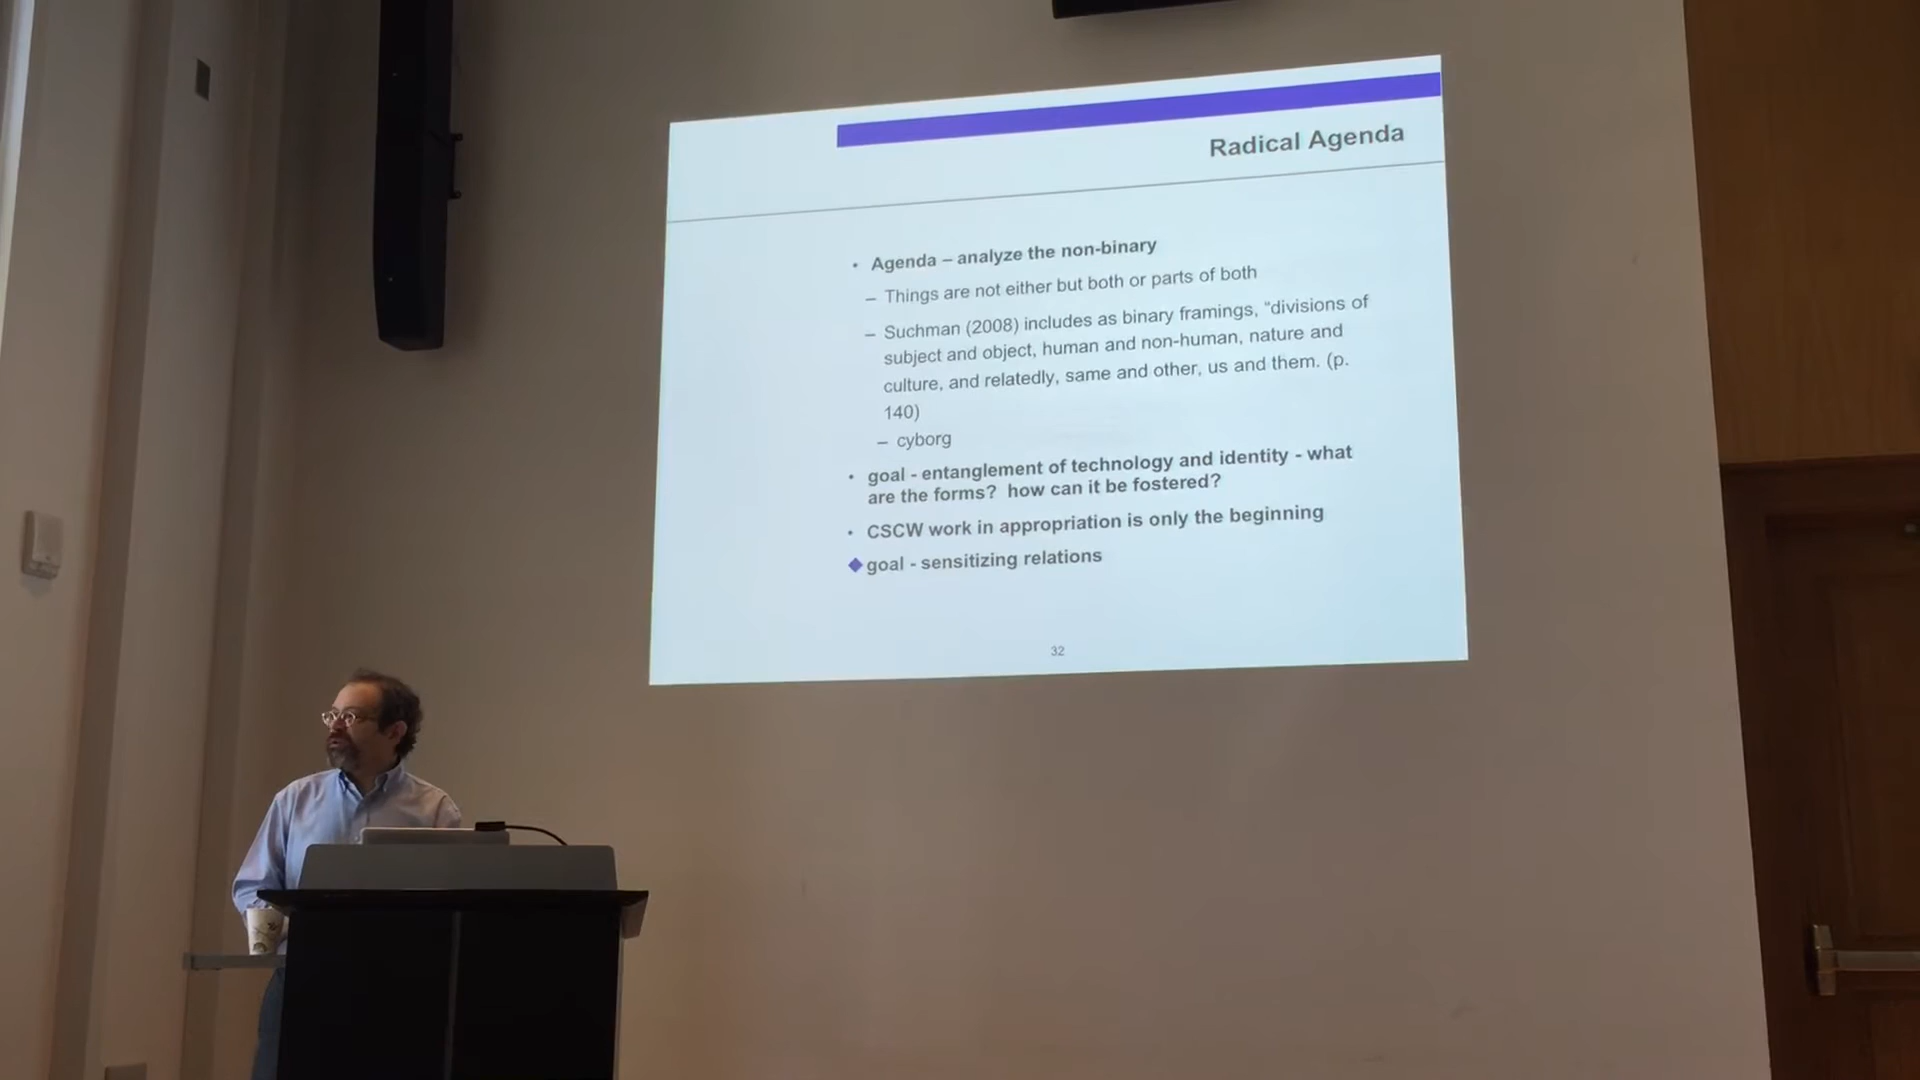 Radical Agenda
• Agenda – analyze the non-binary
– Things are not either but both or parts of both
– Suchman (2008) includes as binary framings, “divisions of
subject and object, human and non-human, nature and
culture, and relatedly, same and other, us and them. (p.
140)
– cyborg
• goal - entanglement of technology and identity - what
are the forms?  how can it be fostered?
• CSCW work in appropriation is only the beginning
◆ goal - sensitizing relations
32